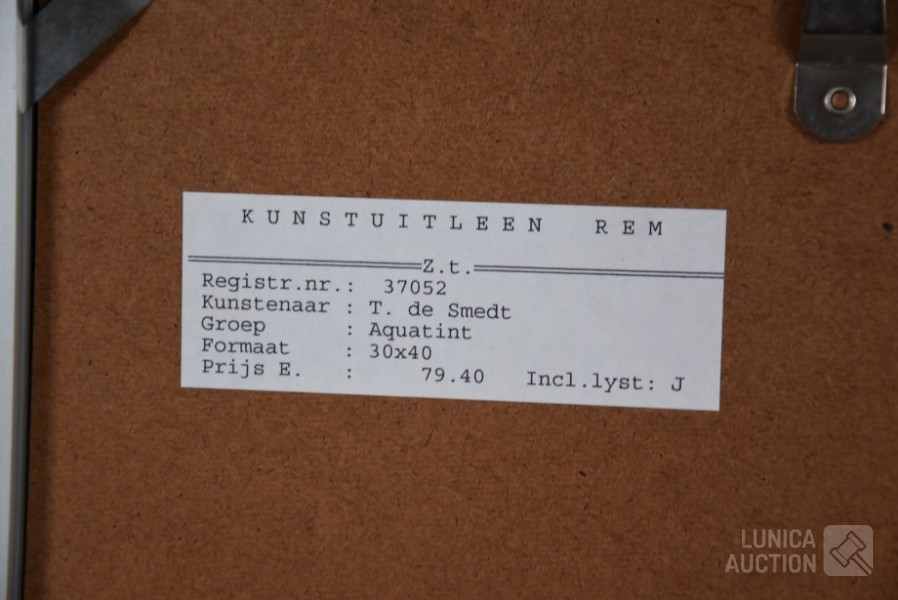 KUNSTUITLEEN REM
Z.t.
Registr.nr.: 37052
Kunstenaar : T. de Smedt
Groep : Aquatint
Formaat : 30x40
Prijs E. : 79.40 Incl.lyst: J
LUNICA
AUCTION